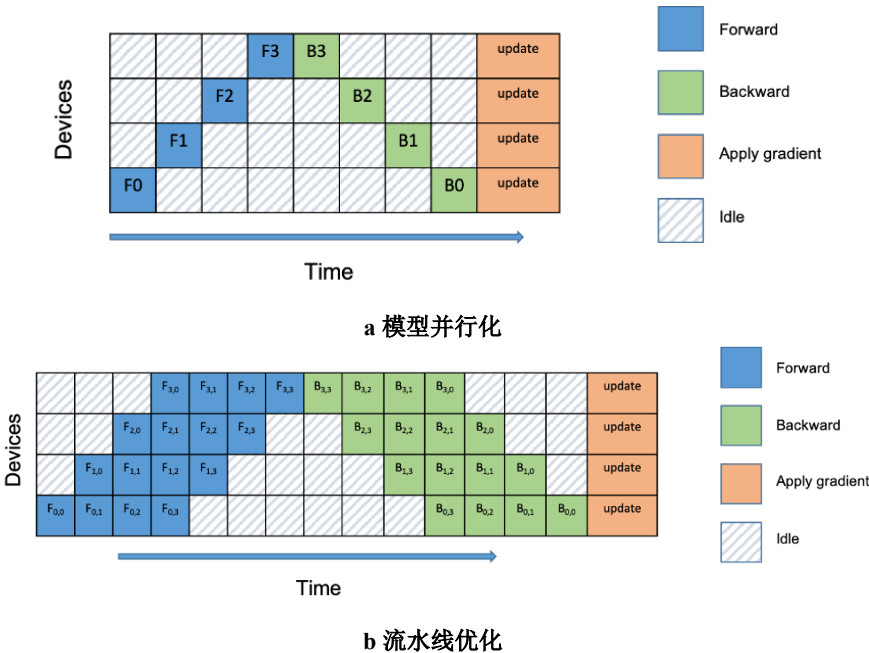 F3 B3 update
F2 B2 update
F1 B1 update
F0 B0 update
Devices
Time
Forward
Backward
Apply gradient
Idle
a 模型并行化
F3,0 F3,1 F3,2 F3,3 B3,3 B3,2 B3,1 B3,0 update
F2,0 F2,1 F2,2 F2,3 B2,3 B2,2 B2,1 B2,0 update
F1,0 F1,1 F1,2 F1,3 B1,3 B1,2 B1,1 B1,0 update
F0,0 F0,1 F0,2 F0,3 B0,3 B0,2 B0,1 B0,0 update
Devices
Time
Forward
Backward
Apply gradient
Idle
b 流水线优化